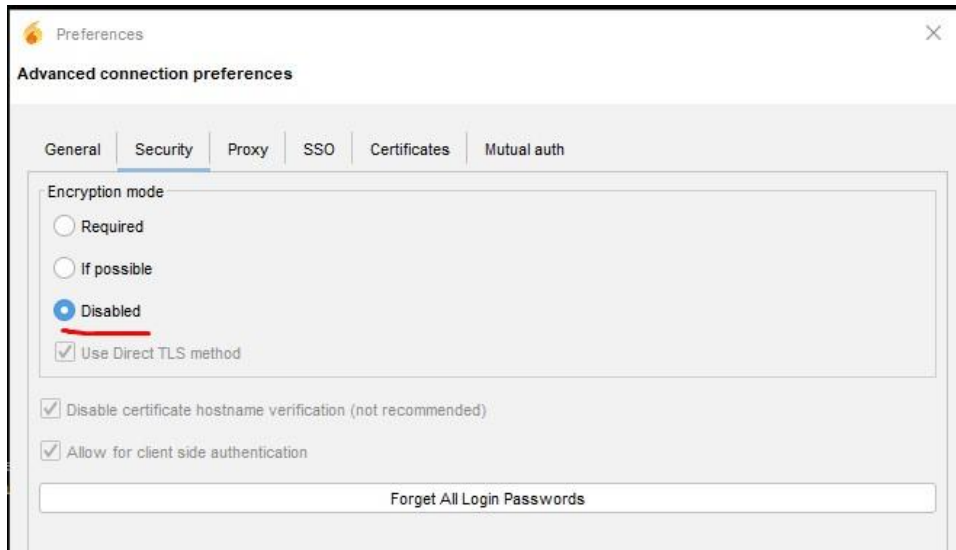 Preferences
Advanced connection preferences
General Security Proxy SSO Certificates Mutual auth
Encryption mode
Required
If possible
Disabled
Use Direct TLS method
Disable certificate hostname verification (not recommended)
Allow for client side authentication
Forget All Login Passwords